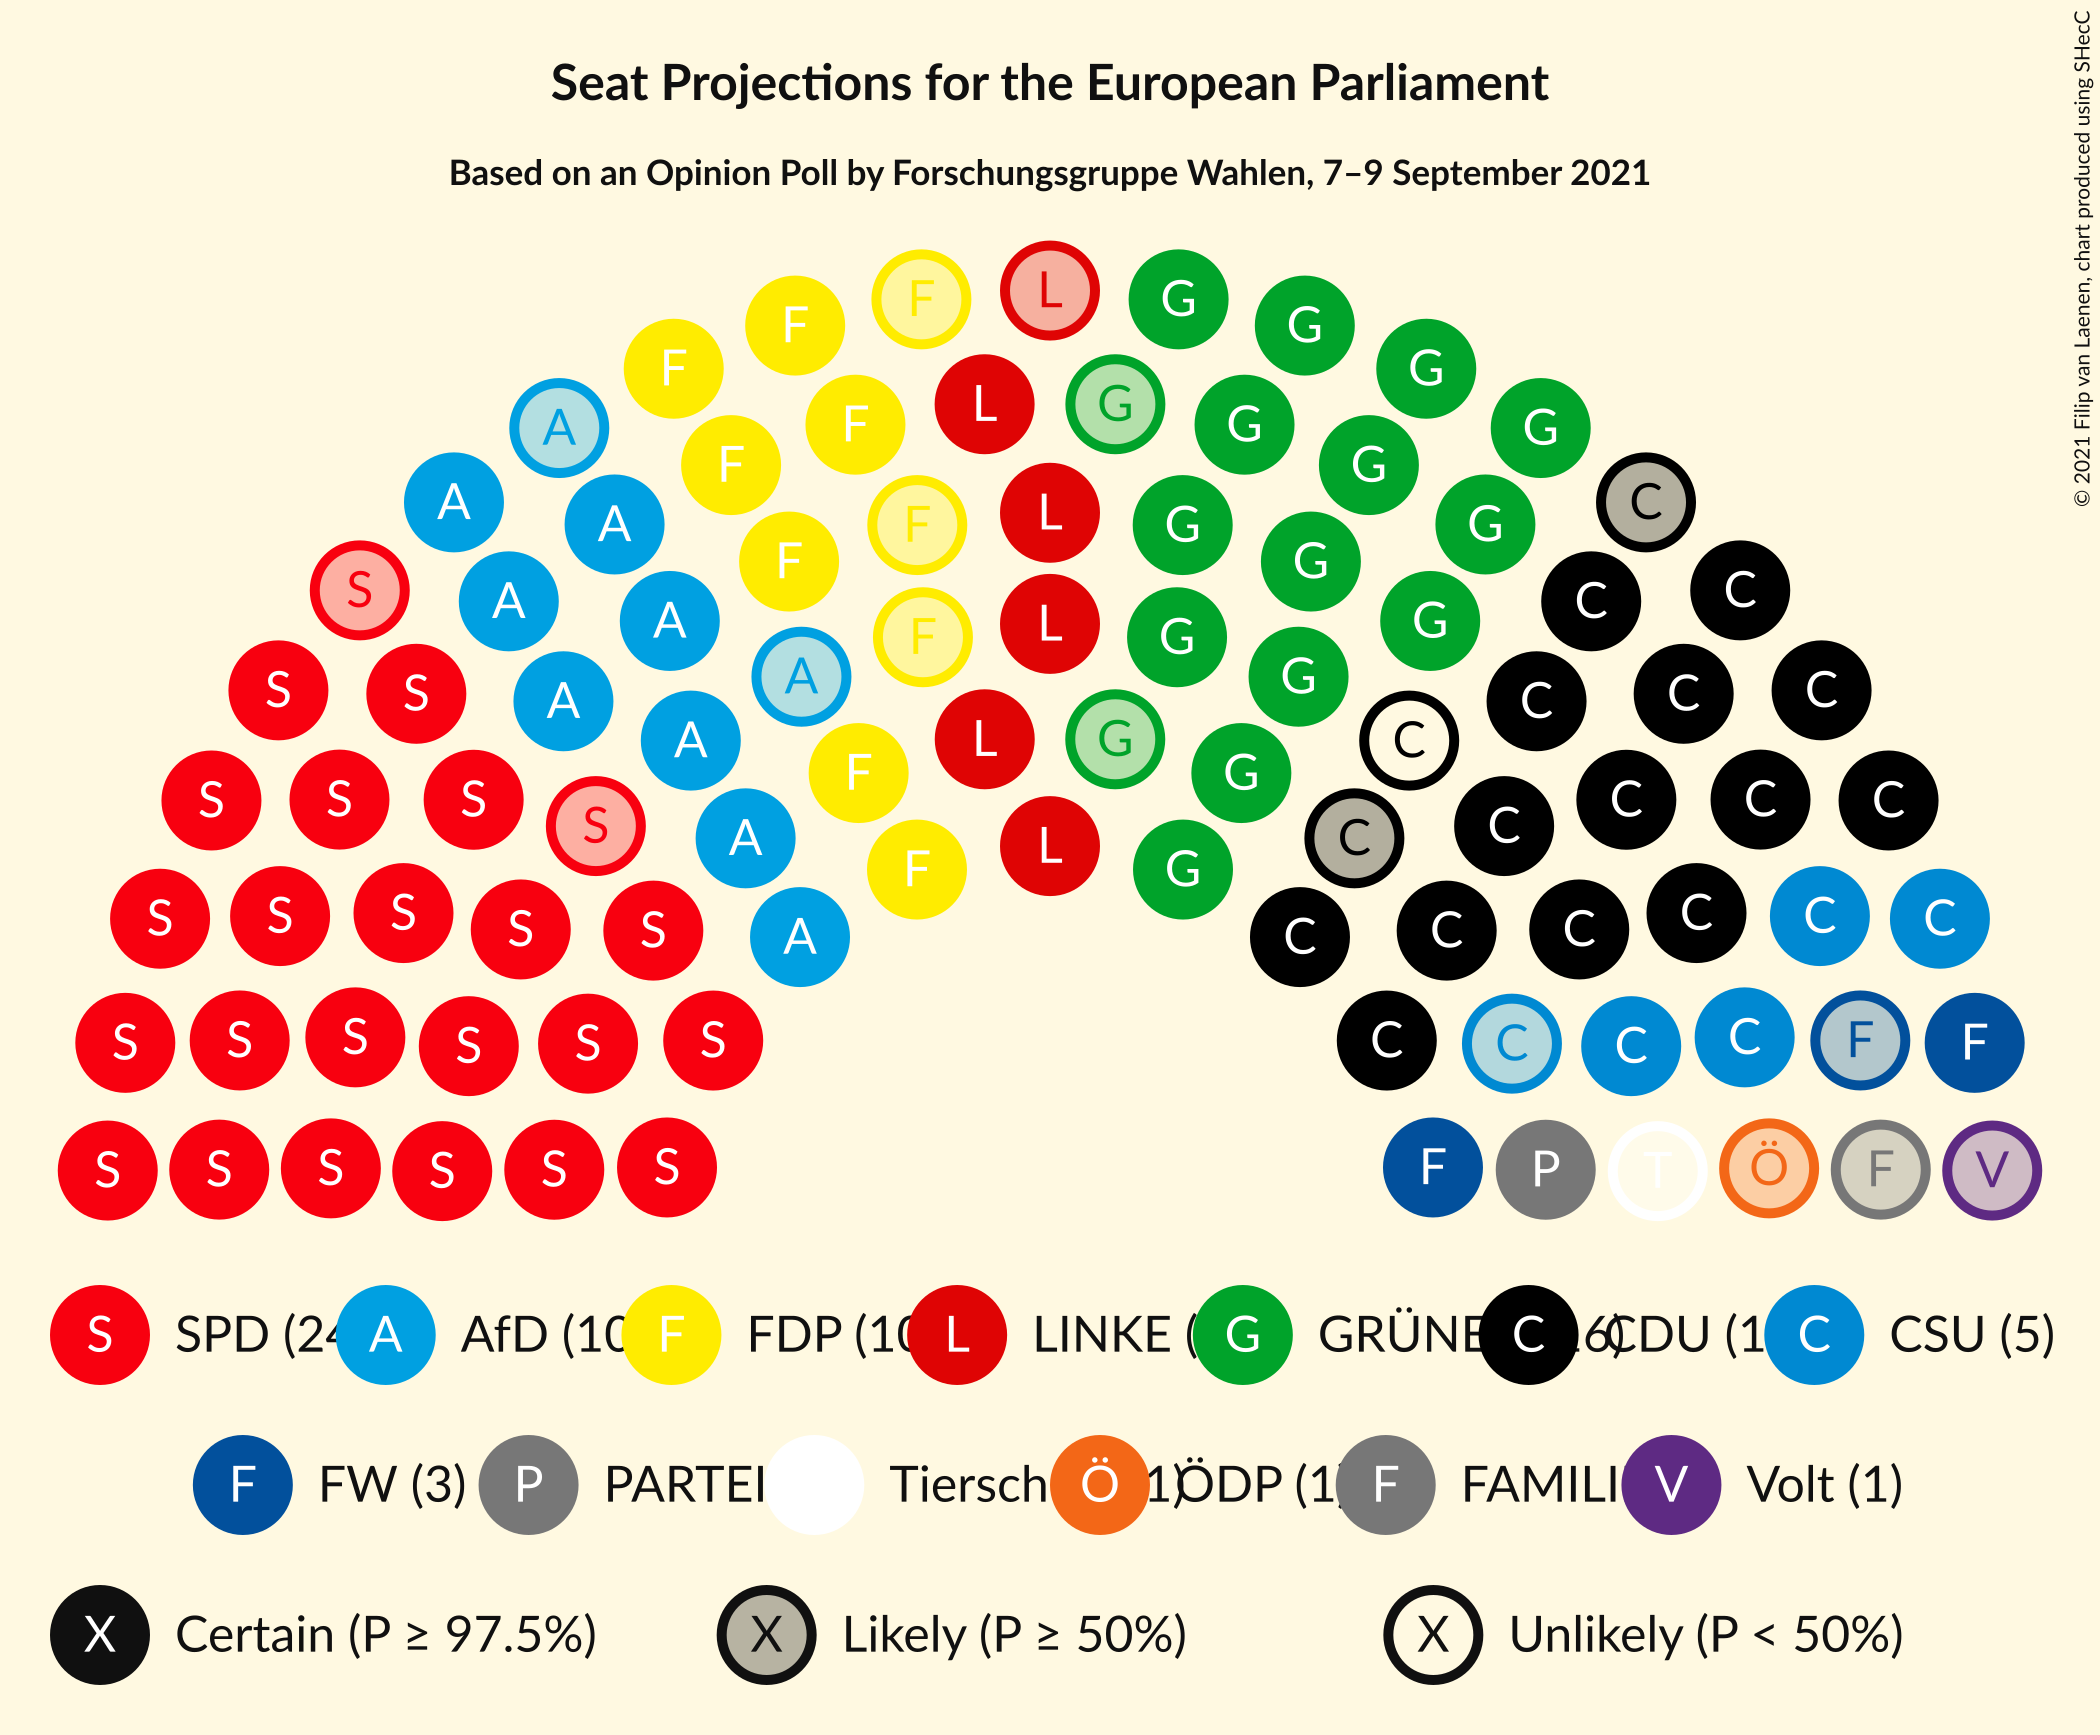 Seat Projections for the European Parliament
Based on an Opinion Poll by Forschungsgruppe Wahlen, 7–9 September 2021
© 2021 Filip van Laenen, chart produced using SHecC
F F F L G G G
A F F L G G G G
A A F F L G G G C
S A A F F L G G G C C
S S A A A F L G G C C C C
S S S S A F L G C C C C C
S S S S S A C C C C C C
S S S S S S C C C C F F
S S S S S S F P T Ö F V
S SPD (24 A AfD (10 F FDP (10 L LINKE ( G GRÜNE C 6) CDU (1 C CSU (5)
F FW (3) P PARTEI Tiersch Ö 1) ÖDP (1 F FAMILI V Volt (1)
X Certain (P ≥ 97.5%) X Likely (P ≥ 50%) X Unlikely (P < 50%)